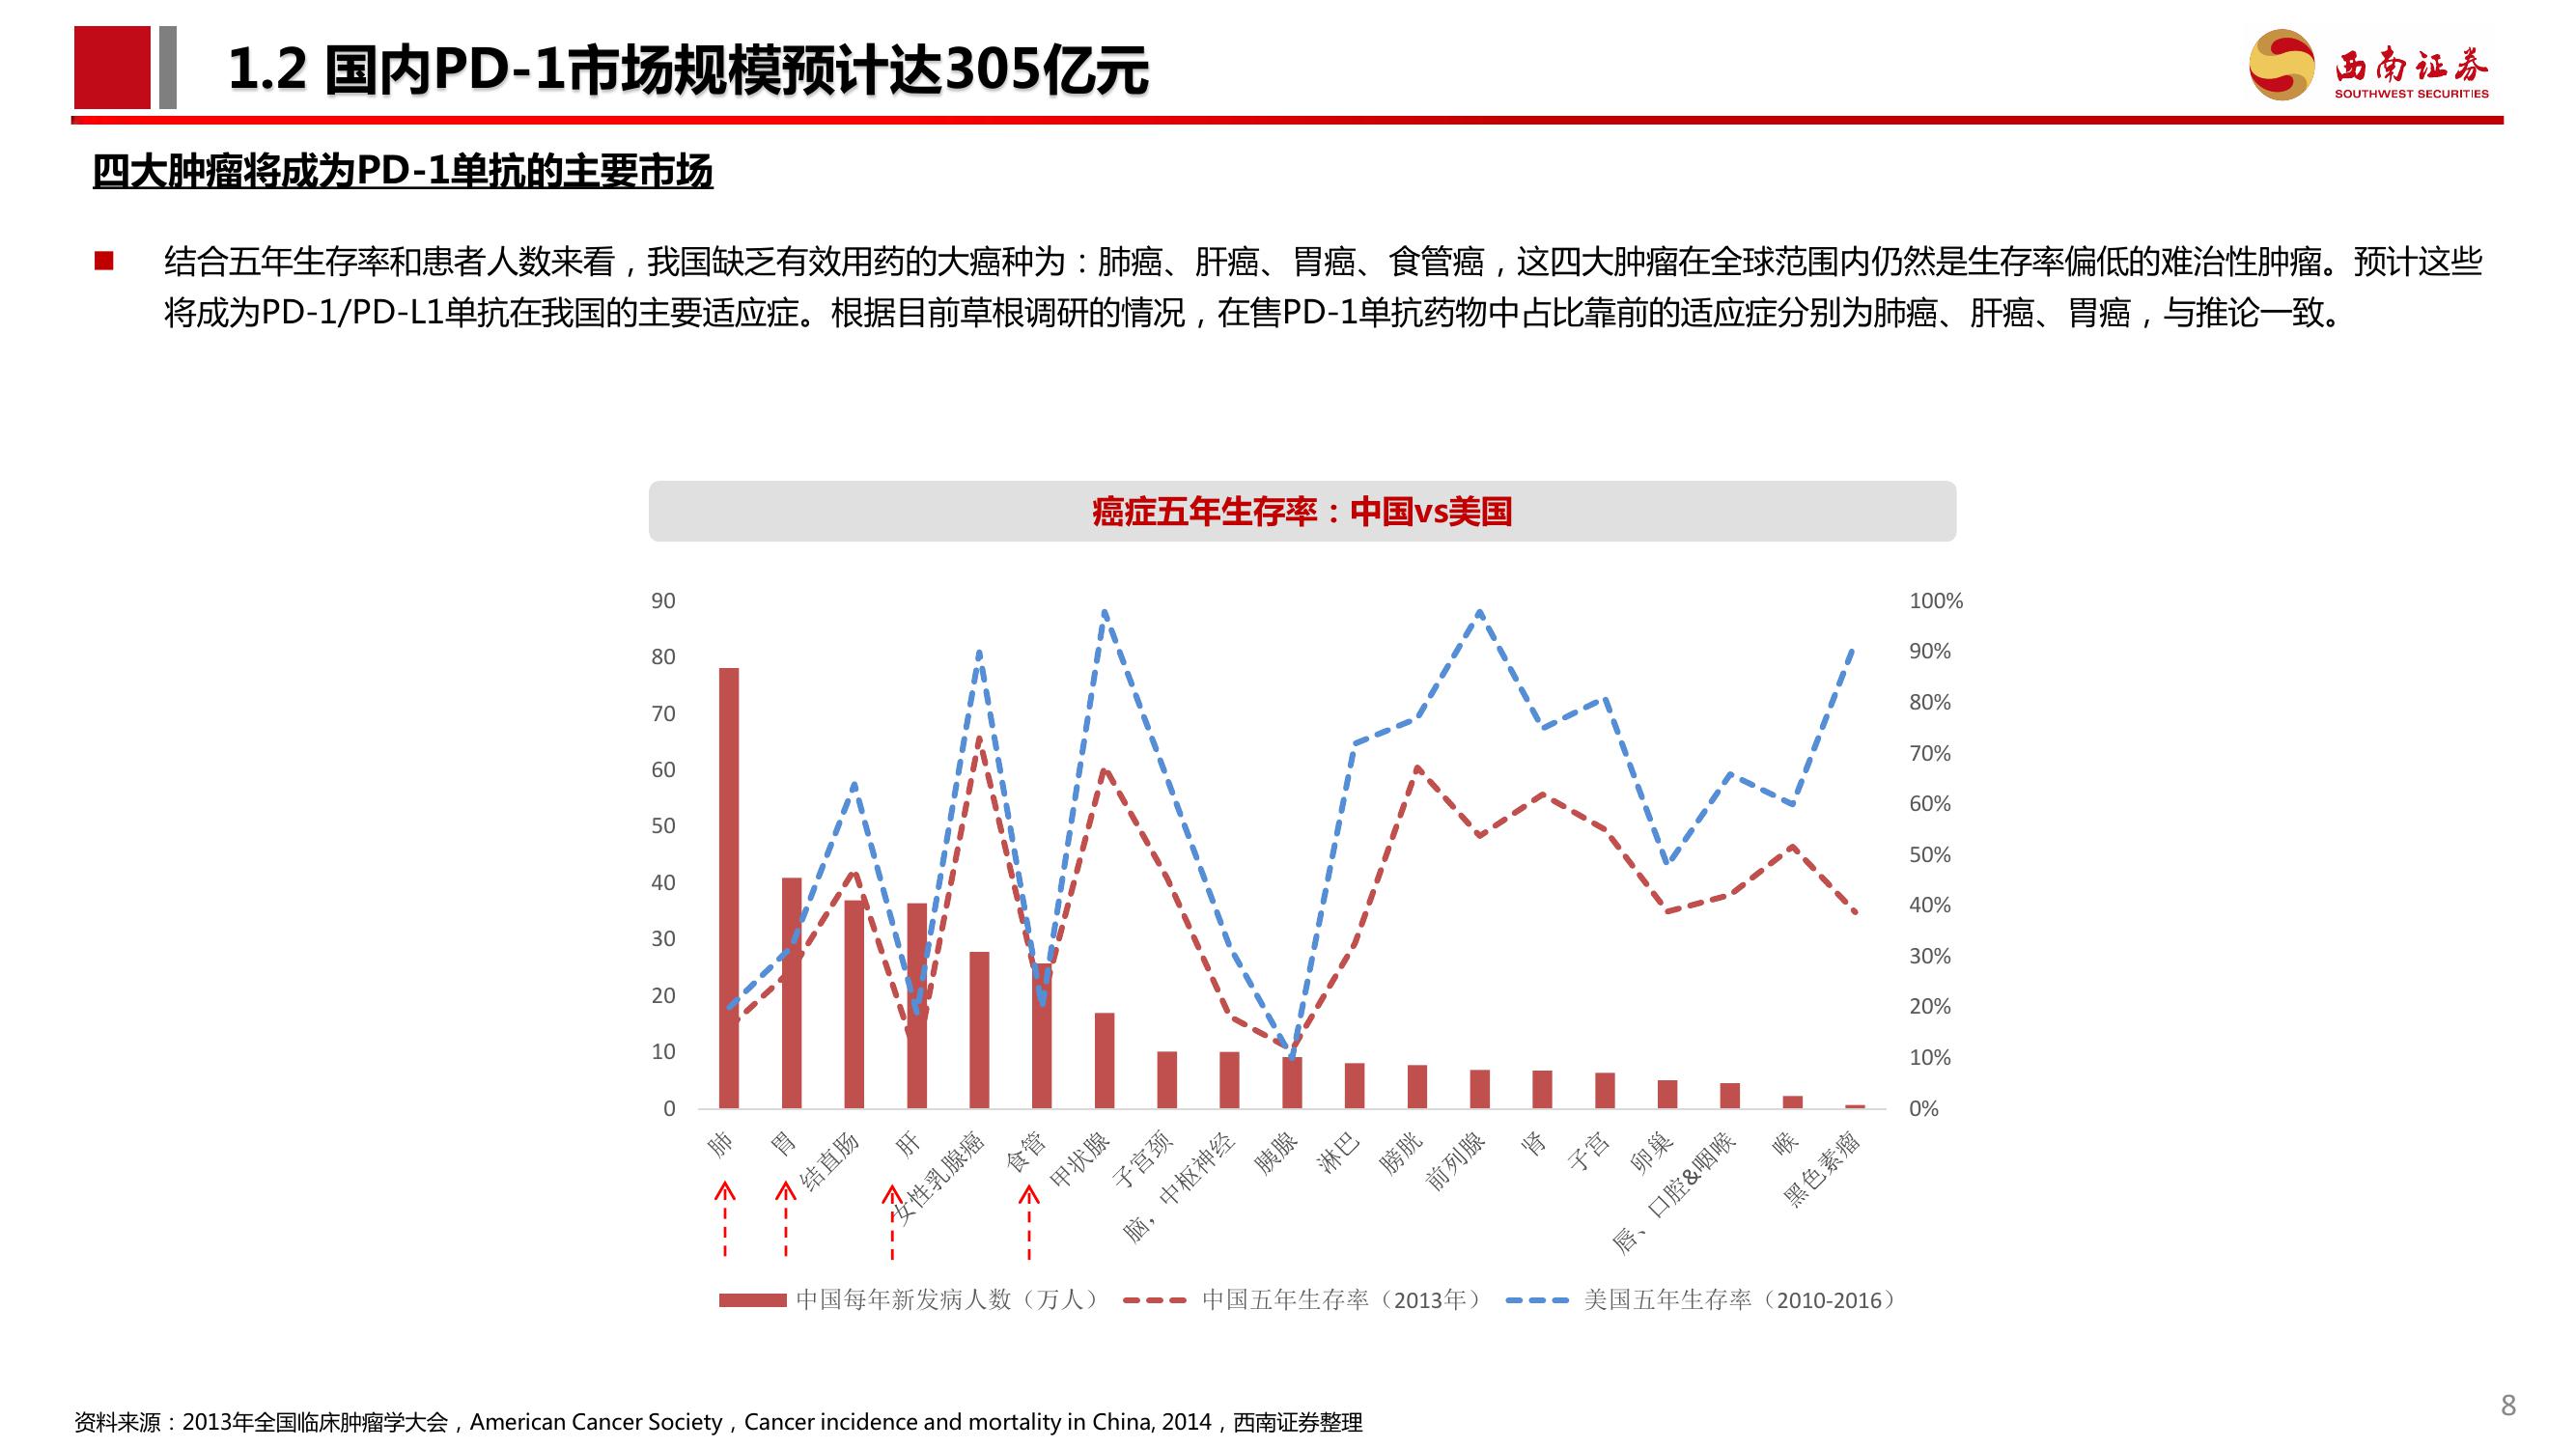 1.2 国内PD-1市场规模预计达305亿元
西南证券
SOUTHWEST SECURITIES
四大肿瘤将成为PD-1单抗的主要市场
结合五年生存率和患者人数来看，我国缺乏有效用药的大癌种为：肺癌、肝癌、胃癌、食管癌，这四大肿瘤在全球范围内仍然是生存率偏低的难治性肿瘤。预计这些
将成为PD-1/PD-L1单抗在我国的主要适应症。根据目前草根调研的情况，在售PD-1单抗药物中占比靠前的适应症分别为肺癌、肝癌、胃癌，与推论一致。
癌症五年生存率：中国vs美国
90
80
70
60
50
40
30
20
10
0
100%
90%
80%
70%
60%
50%
40%
30%
20%
10%
0%
肺
胃
结直肠
肝
女性乳腺癌
食管
甲状腺
子宫颈
脑，中枢神经
胰腺
淋巴
膀胱
前列腺
肾
子宫
卵巢
唇、口腔&咽喉
喉
黑色素瘤
中国每年新发病人数（万人）
中国五年生存率（2013年）
美国五年生存率（2010-2016）
资料来源：2013年全国临床肿瘤学大会，American Cancer Society，Cancer incidence and mortality in China, 2014，西南证券整理
8